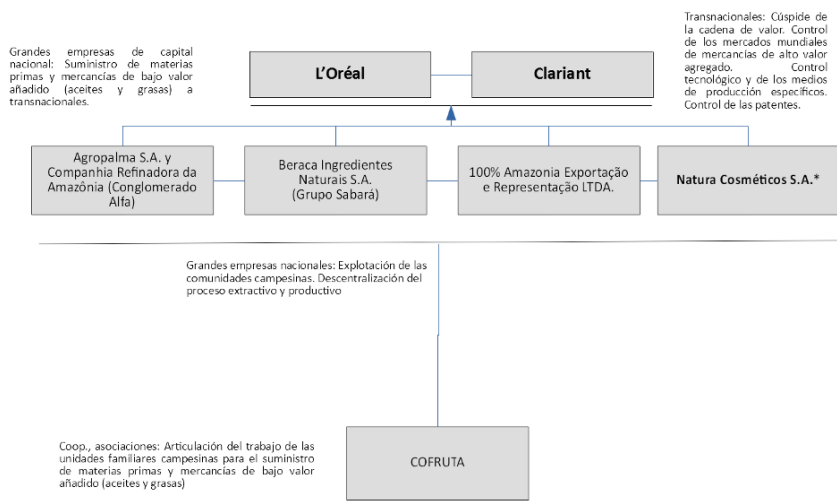 Grandes empresas de capital
nacional: Suministro de materias
primas y mercancías de bajo valor
añadido (aceites y grasas) a
transnacionales.
L'Oréal
Clariant
Transnacionales: Cúspide de
la cadena de valor. Control
de los mercados mundiales
de mercancías de alto valor
agregado. Control
tecnológico y de los medios
de producción específicos.
Control de las patentes.
Agropalma S.A. y
Companhia Refinadora da
Amazônia (Conglomerado
Alfa)
Beraca Ingredientes
Naturais S.A.
(Grupo Sabará)
100% Amazonia Exportação
e Representação LTDA.
Natura Cosméticos S.A.*
Grandes empresas nacionales: Explotación de las
comunidades campesinas. Descentralización del
proceso extractivo y productivo
Coop., asociaciones: Articulación del trabajo de las
unidades familiares campesinas para el suministro
de materias primas y mercancías de bajo valor
añadido (aceites y grasas)
COFRUTA